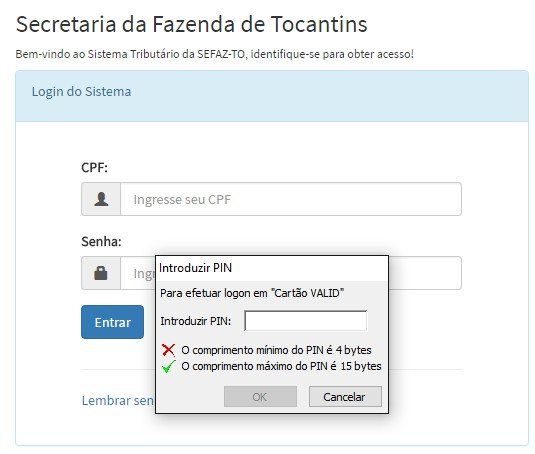 Secretaria da Fazenda de Tocantins
Bem-vindo ao Sistema Tributário da SEFAZ-TO, identifique-se para obter acesso!
Login do Sistema
CPF:
Ingresse seu CPF
Senha:
Ing
Entrar
Lembrar sen
Introduzir PIN
Para efetuar logon em "Cartão VALID"
Introduzir PIN:
O comprimento mínimo do PIN é 4 bytes
O comprimento máximo do PIN é 15 bytes
OK Cancelar